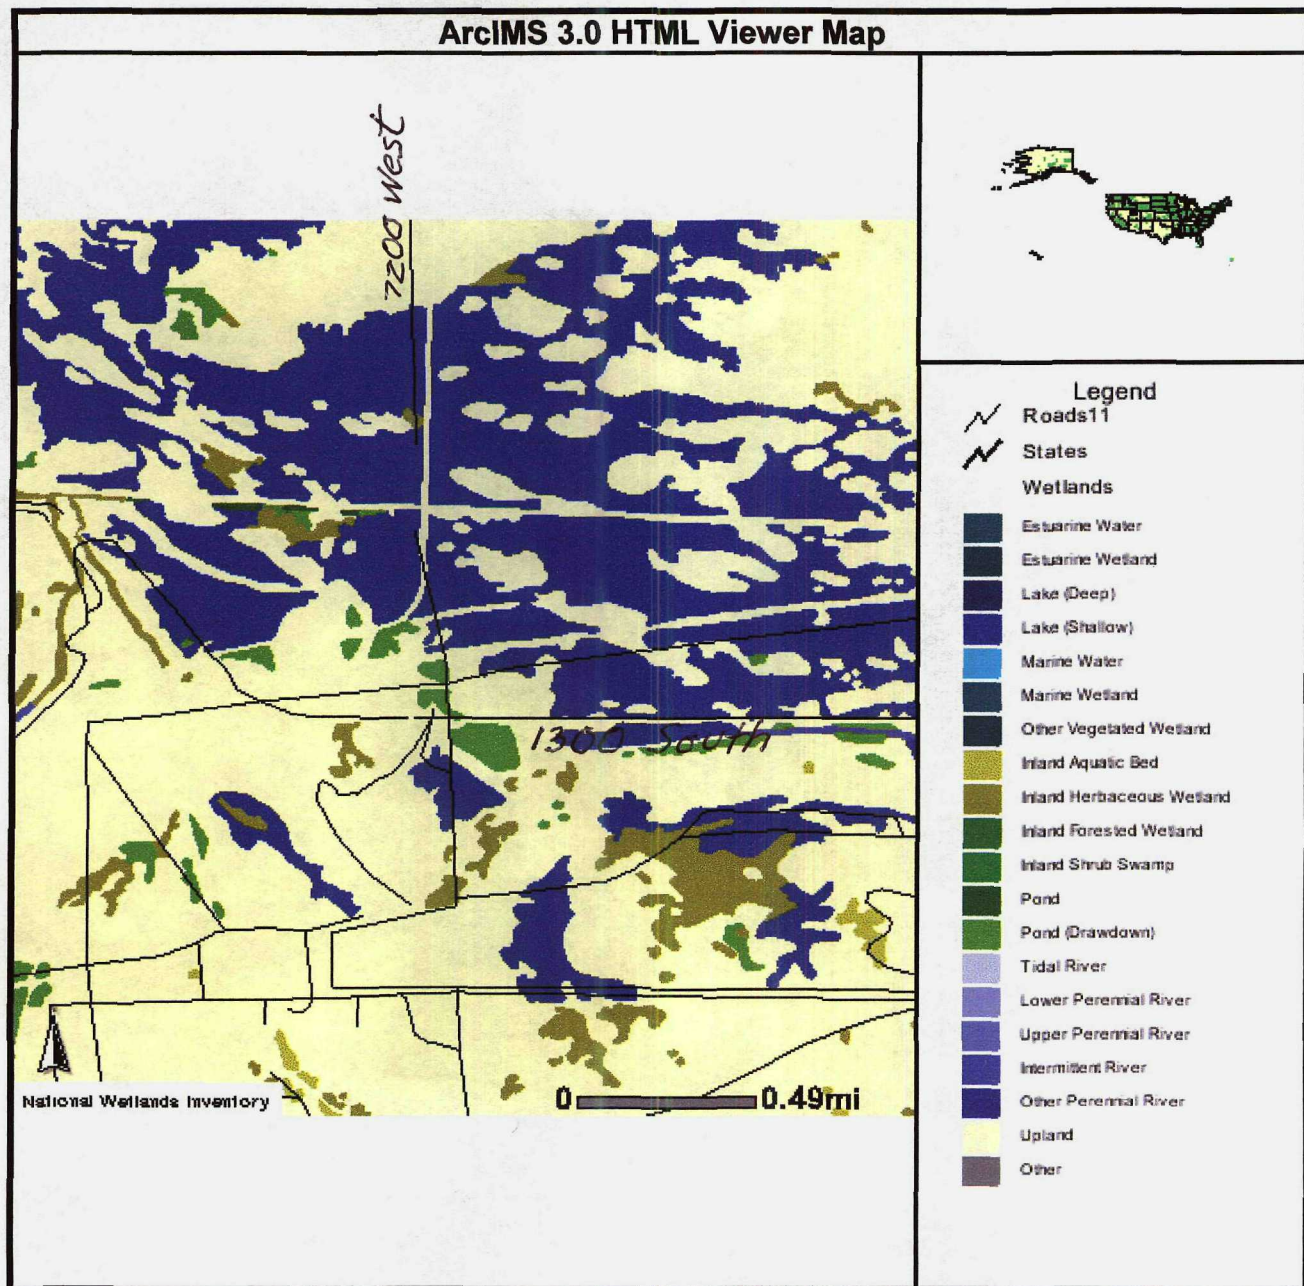 ArcIMS 3.0 HTML Viewer Map
7200 West
1300 South
National Wetlands Inventory
0 0.49mi
Legend
Roads11
States
Wetlands
Estuarine Water
Estuarine Wetland
Lake (Deep)
Lake (Shallow)
Marine Water
Marine Wetland
Other Vegetated Wetland
Inland Aquatic Bed
Inland Herbaceous Wetland
Inland Forested Wetland
Inland Shrub Swamp
Pond
Pond (Drawdown)
Tidal River
Lower Perennial River
Upper Perennial River
Intermittent River
Other Perennial River
Upland
Other